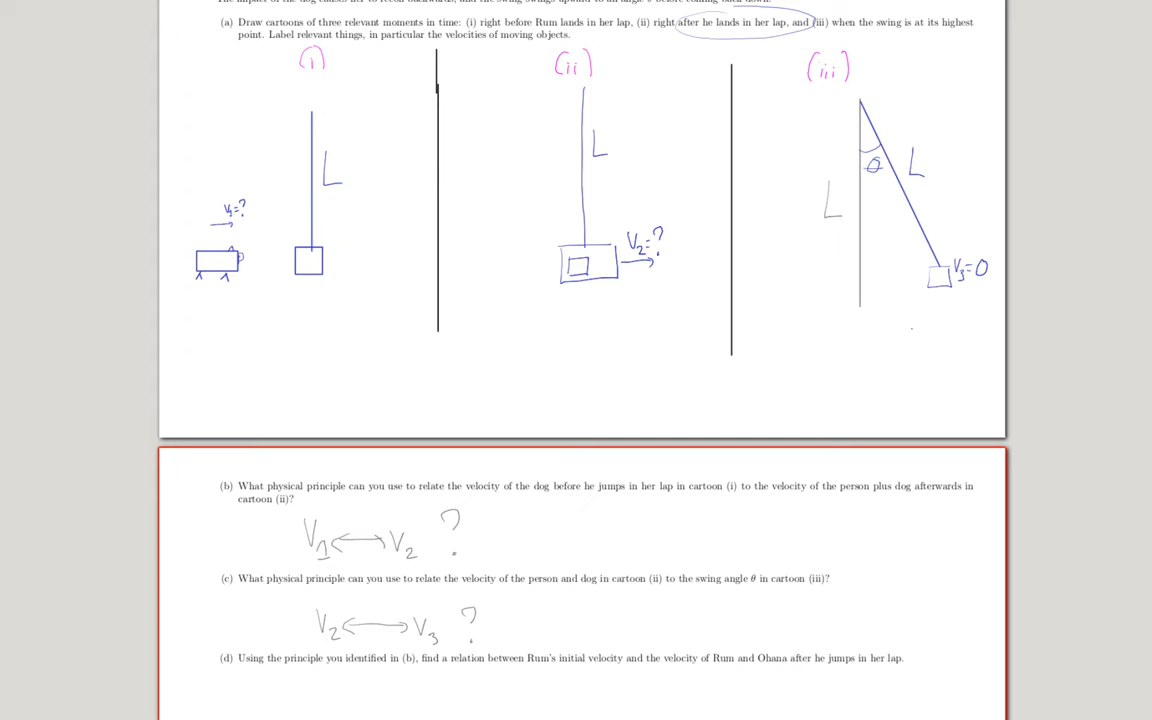 (a) Draw cartoons of three relevant moments in time: (i) right before Rum lands in her lap, (ii) right after he lands in her lap, and (iii) when the swing is at its highest
point. Label relevant things, in particular the velocities of moving objects.
(i)
(ii)
(iii)
L
V1=?
L
V2=?
L
θ
L
V3=0
(b) What physical principle can you use to relate the velocity of the dog before he jumps in her lap in cartoon (i) to the velocity of the person plus dog afterwards in
cartoon (ii)?
V1 ↔ V2 ?
(c) What physical principle can you use to relate the velocity of the person and dog in cartoon (ii) to the swing angle θ in cartoon (iii)?
V2 ↔ V3 ?
(d) Using the principle you identified in (b), find a relation between Rum's initial velocity and the velocity of Rum and Ohana after he jumps in her lap.